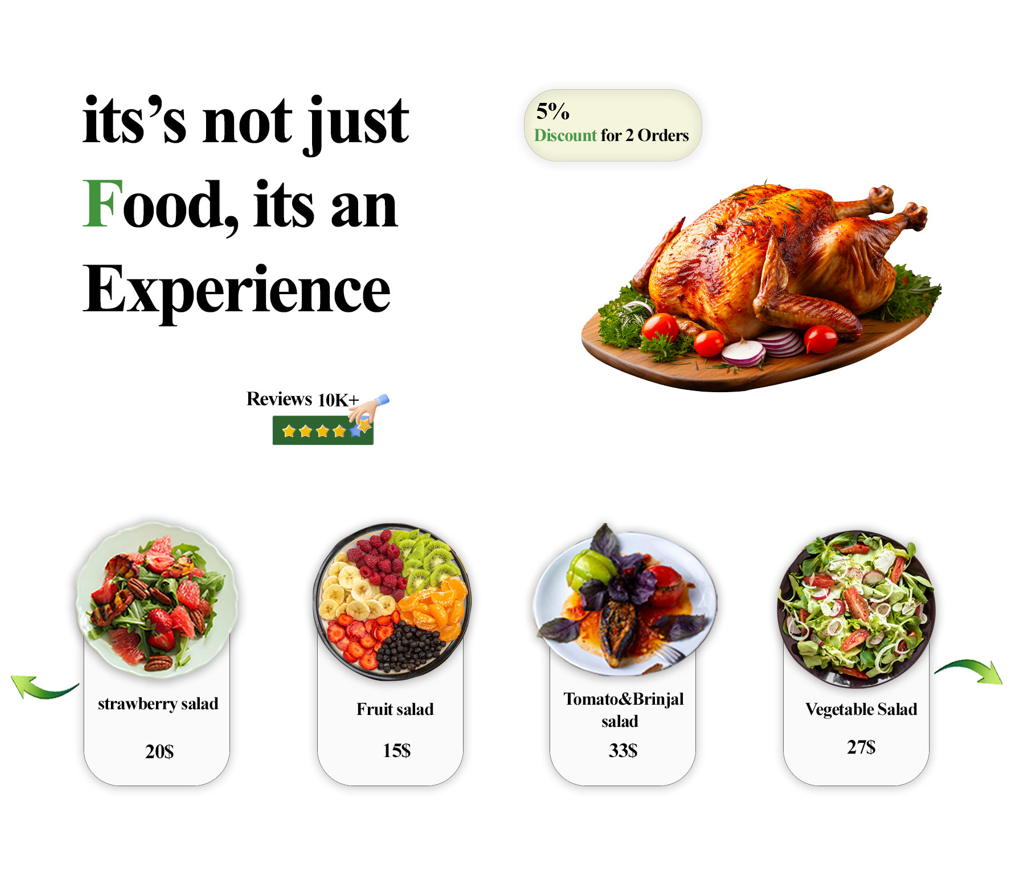 its’s not just
Food, its an
Experience
5%
Discount for 2 Orders
Reviews 10K+
strawberry salad
20$
Fruit salad
15$
Tomato&Brinjal
salad
33$
Vegetable Salad
27$